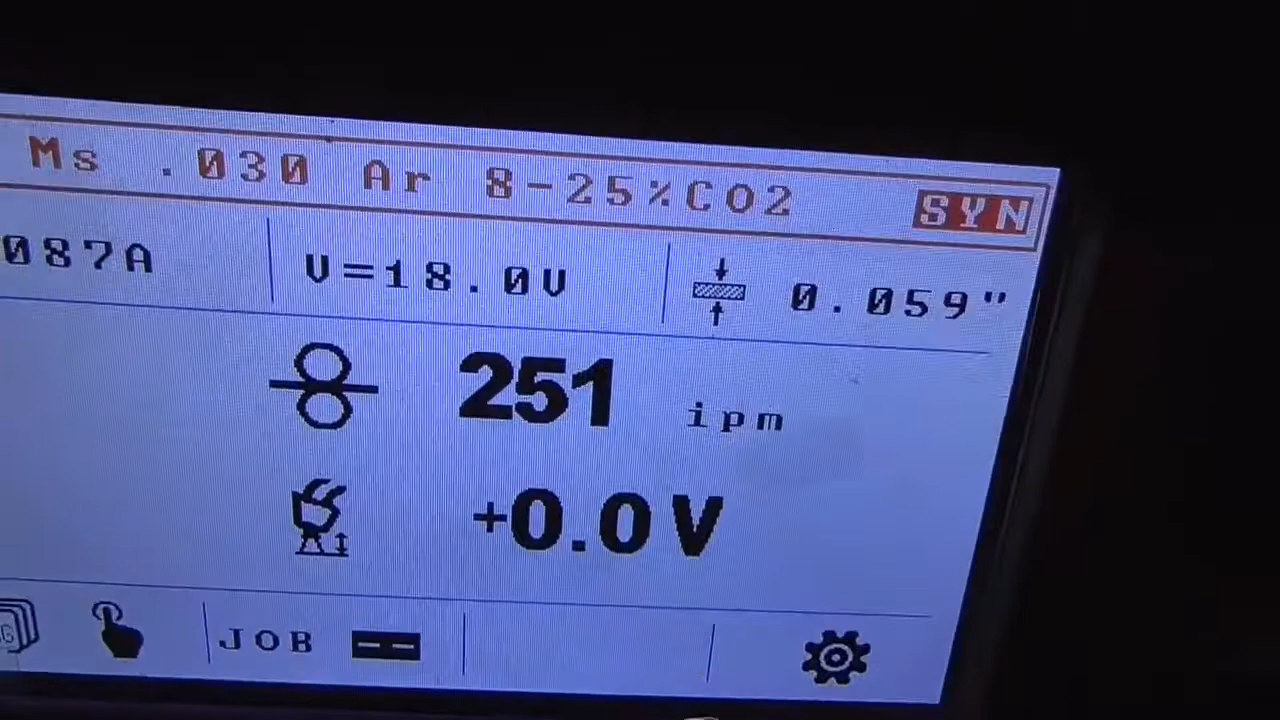 Ms .030 Ar 8-25%CO2 SYN
087A V=18.0V 0.059"
251 ipm
+0.0V
JOB --